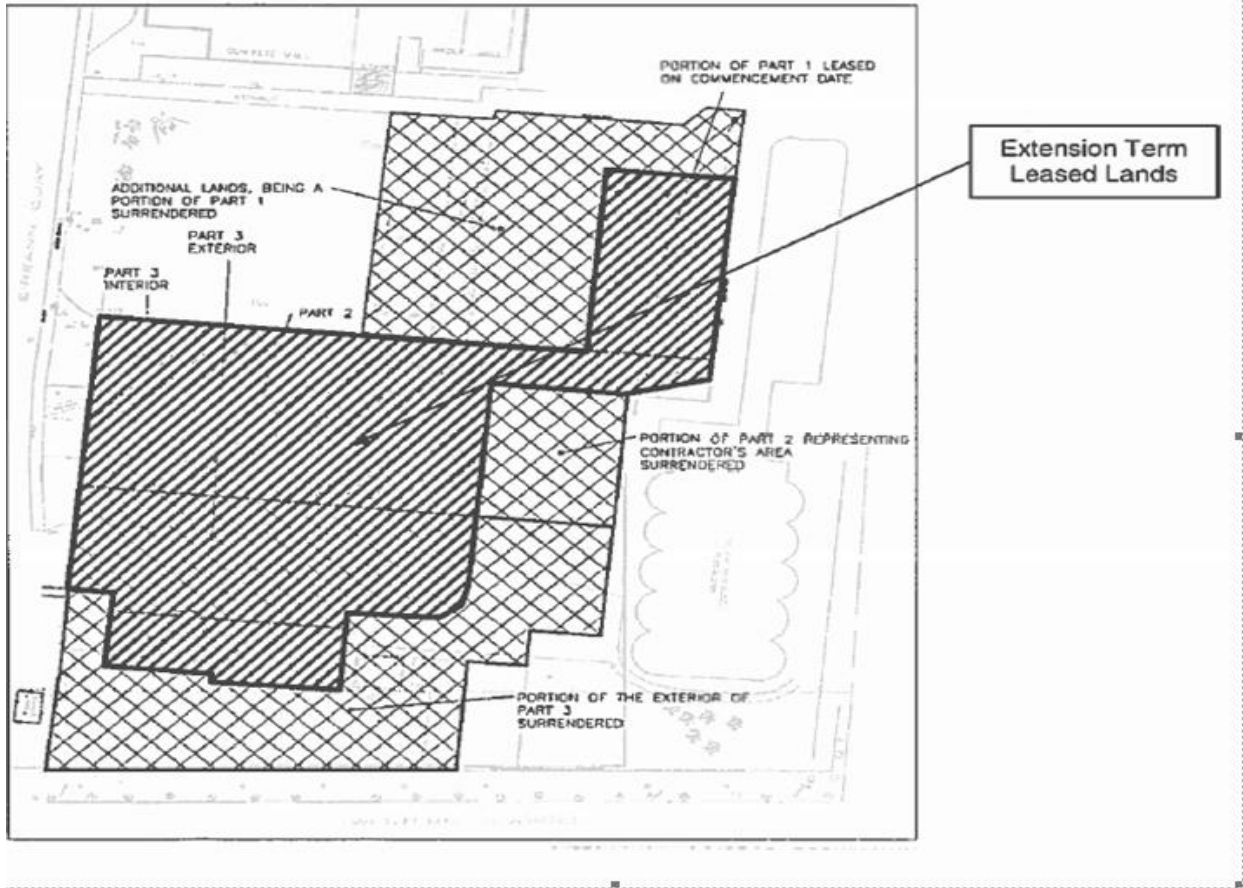 PORTION OF PART 1 LEASED
ON COMMENCEMENT DATE
Extension Term
Leased Lands
ADDITIONAL LANDS, BEING A
PORTION OF PART 1
SURRENDERED
PART 3
EXTERIOR
PART 3
INTERIOR
PART 2
PORTION OF PART 2 REPRESENTING
CONTRACTOR'S AREA
SURRENDERED
PORTION OF THE EXTERIOR OF
PART 3
SURRENDERED